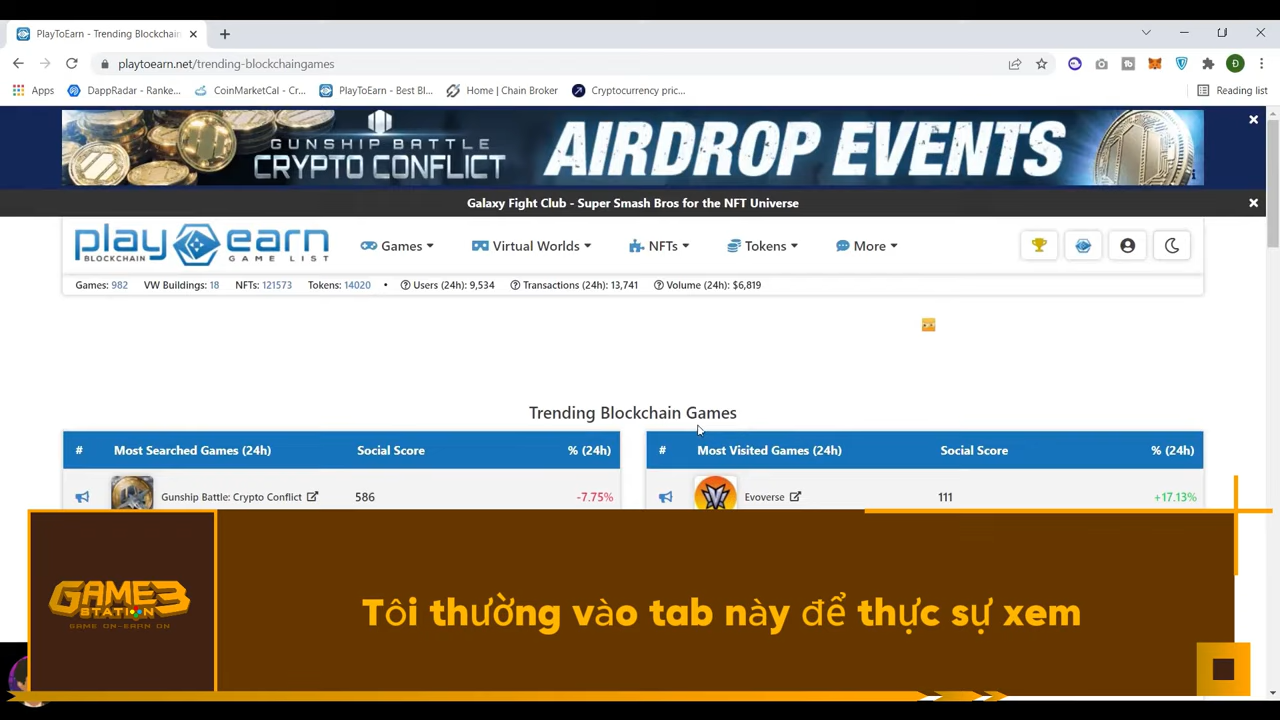 PlayToEarn - Trending Blockchain
playtoearn.net/trending-blockchaingames
Apps DappRadar - Ranke... CoinMarketCal - Cr... PlayToEarn - Best Bl... Home | Chain Broker Cryptocurrency pric... Reading list
GUNSHIP BATTLE
CRYPTO CONFLICT
AIRDROP EVENTS
Galaxy Fight Club - Super Smash Bros for the NFT Universe
play earn
BLOCKCHAIN GAME LIST
Games Virtual Worlds NFTs Tokens More
Games: 982 VW Buildings: 18 NFTs: 121573 Tokens: 14020 • Users (24h): 9,534 Transactions (24h): 13,741 Volume (24h): $6,819
Trending Blockchain Games
# Most Searched Games (24h) Social Score % (24h) # Most Visited Games (24h) Social Score % (24h)
Gunship Battle: Crypto Conflict 586 -7.75% Evoverse 111 +17.13%
GAME3
STATION
GAME ON-EARN ON
Tôi thường vào tab này để thực sự xem